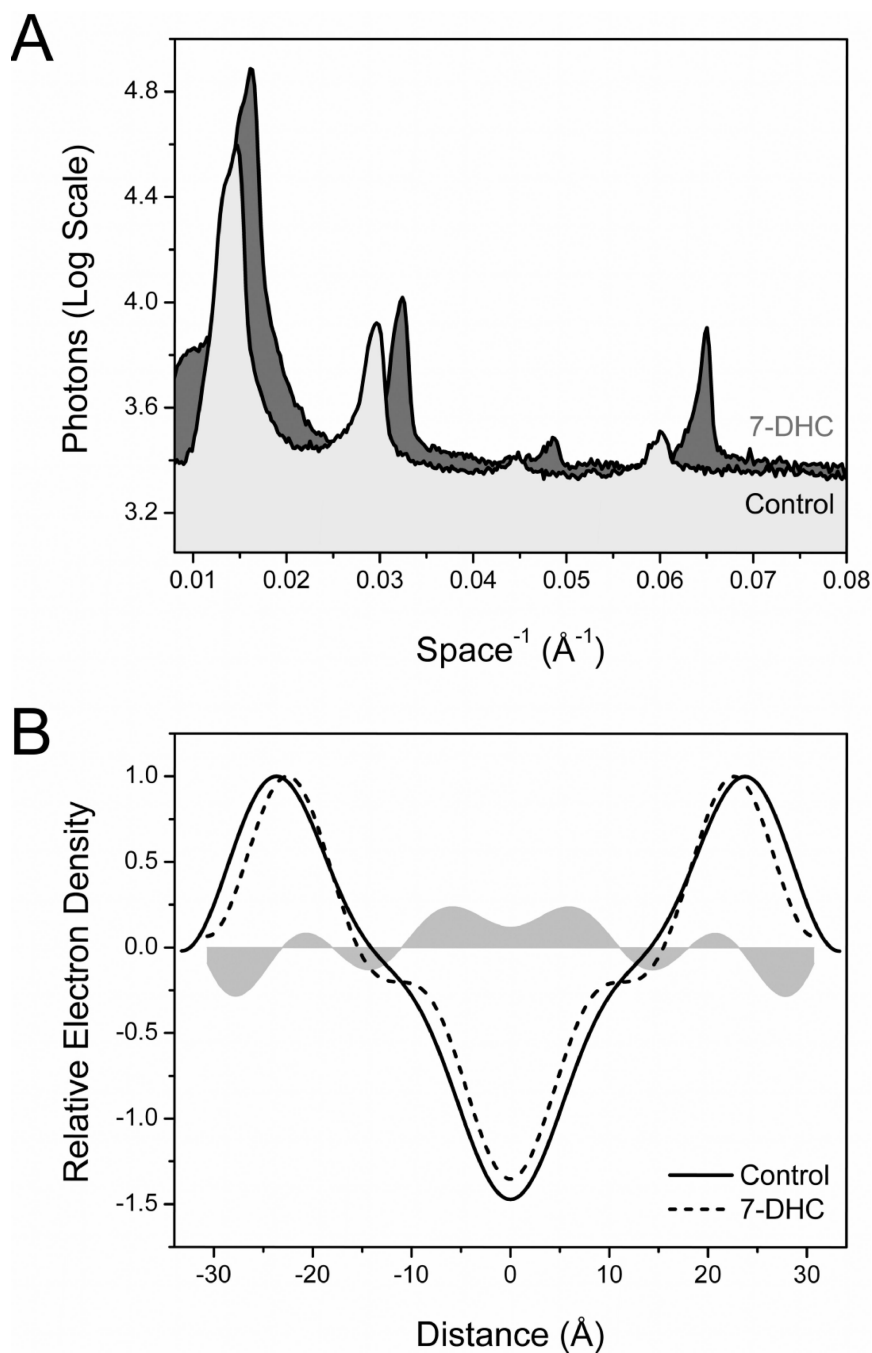 A
Photons (Log Scale)
4.8
4.4
4.0
3.6
3.2
7-DHC
Control
0.01 0.02 0.03 0.04 0.05 0.06 0.07 0.08
Space⁻¹ (Å⁻¹)
B
Relative Electron Density
1.0
0.5
0.0
-0.5
-1.0
-1.5
Control
7-DHC
-30 -20 -10 0 10 20 30
Distance (Å)